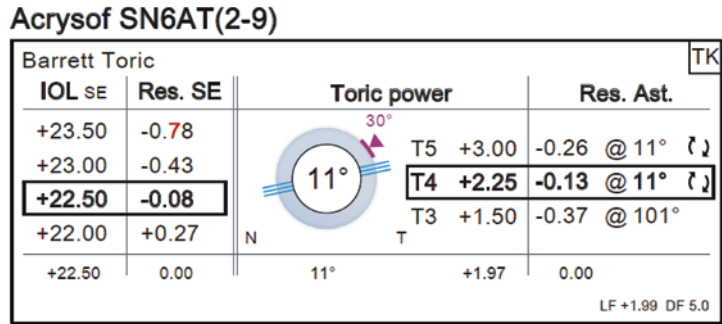 Acrysof SN6AT(2-9)
Barrett Toric TK
IOL SE Res. SE Toric power Res. Ast.
+23.50 -0.78
+23.00 -0.43
+22.50 -0.08
+22.00 +0.27
30°
11°
N T
T5 +3.00 -0.26 @ 11°
T4 +2.25 -0.13 @ 11°
T3 +1.50 -0.37 @ 101°
+22.50 0.00 11° +1.97 0.00
LF +1.99 DF 5.0